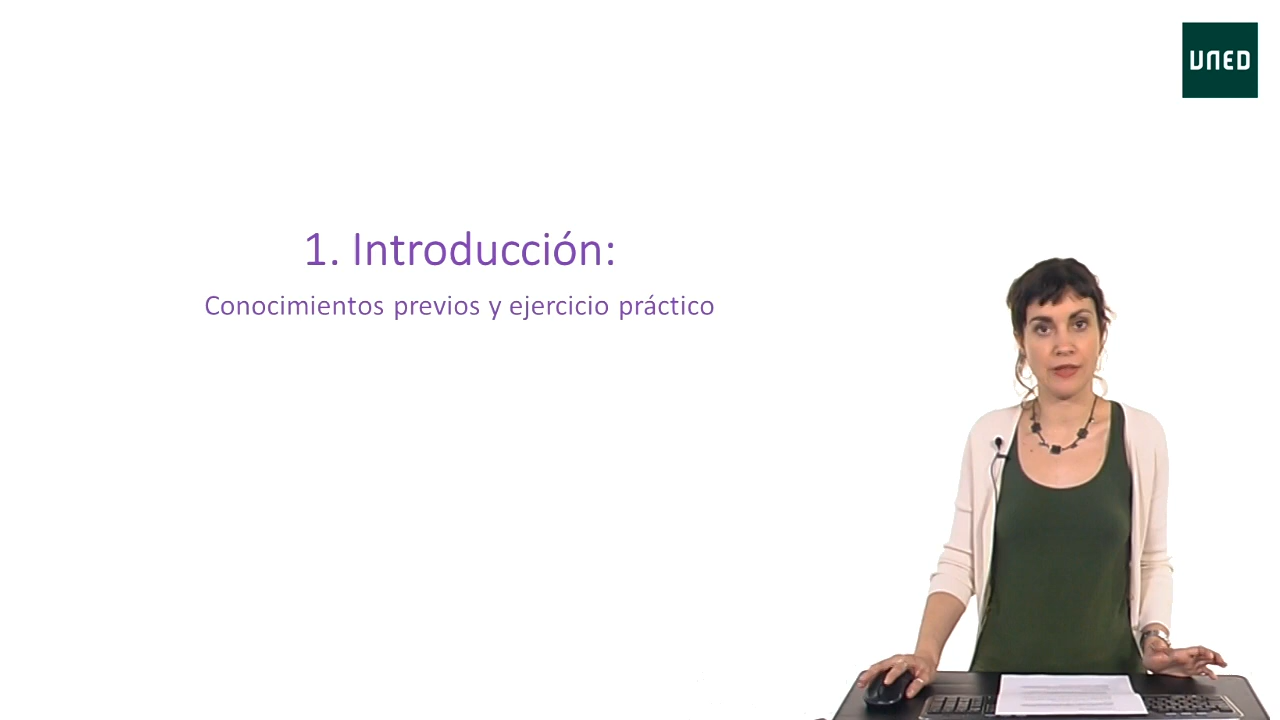 UNED
1. Introducción:
Conocimientos previos y ejercicio práctico